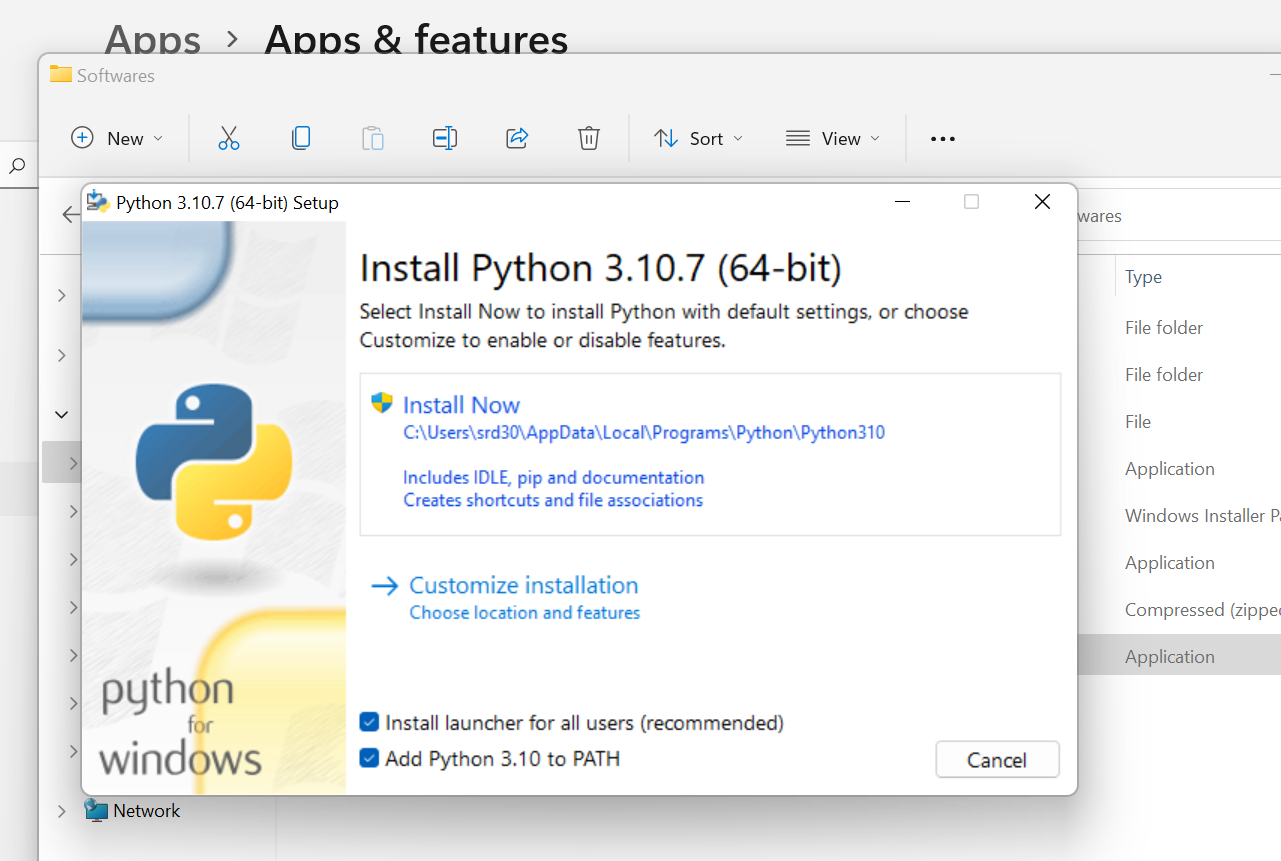 Apps > Apps & features
Softwares
New
Sort
View
Python 3.10.7 (64-bit) Setup
wares
Install Python 3.10.7 (64-bit)
Select Install Now to install Python with default settings, or choose
Customize to enable or disable features.
Install Now
C:\Users\srd30\AppData\Local\Programs\Python\Python310
Includes IDLE, pip and documentation
Creates shortcuts and file associations
Customize installation
Choose location and features
python
for
windows
Install launcher for all users (recommended)
Add Python 3.10 to PATH
Cancel
Type
File folder
File folder
File
Application
Windows Installer Pa
Application
Compressed (zipped
Application
Network